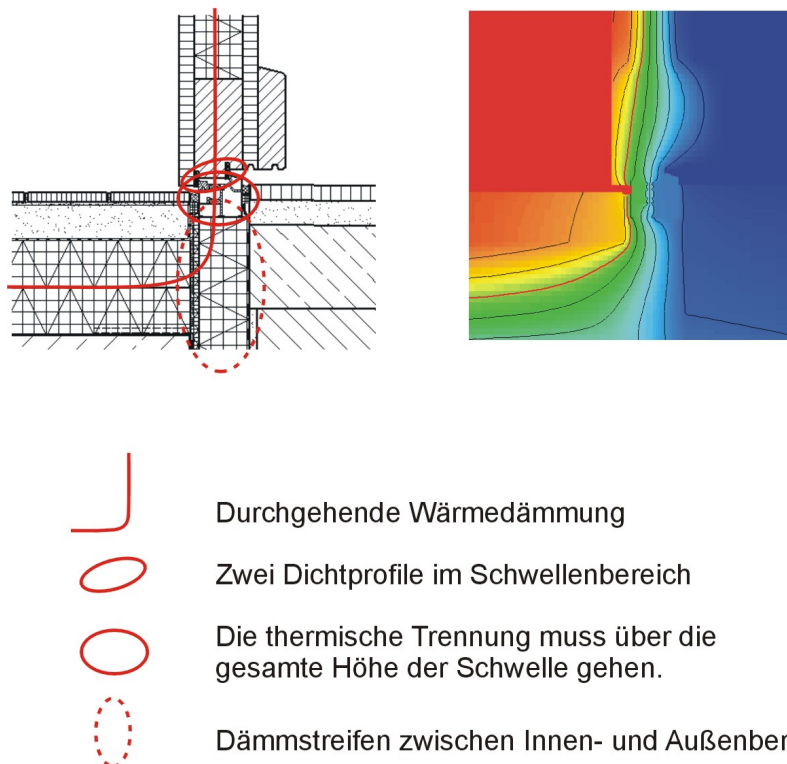 Durchgehende Wärmedämmung
Zwei Dichtprofile im Schwellenbereich
Die thermische Trennung muss über die
gesamte Höhe der Schwelle gehen.
Dämmstreifen zwischen Innen- und Außenber